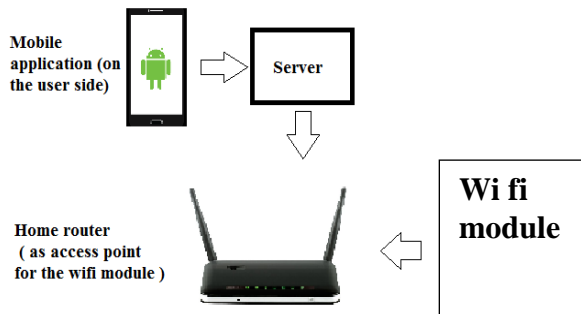 Mobile
application (on
the user side)
Server
Home router
( as access point
for the wifi module )
Wi fi
module